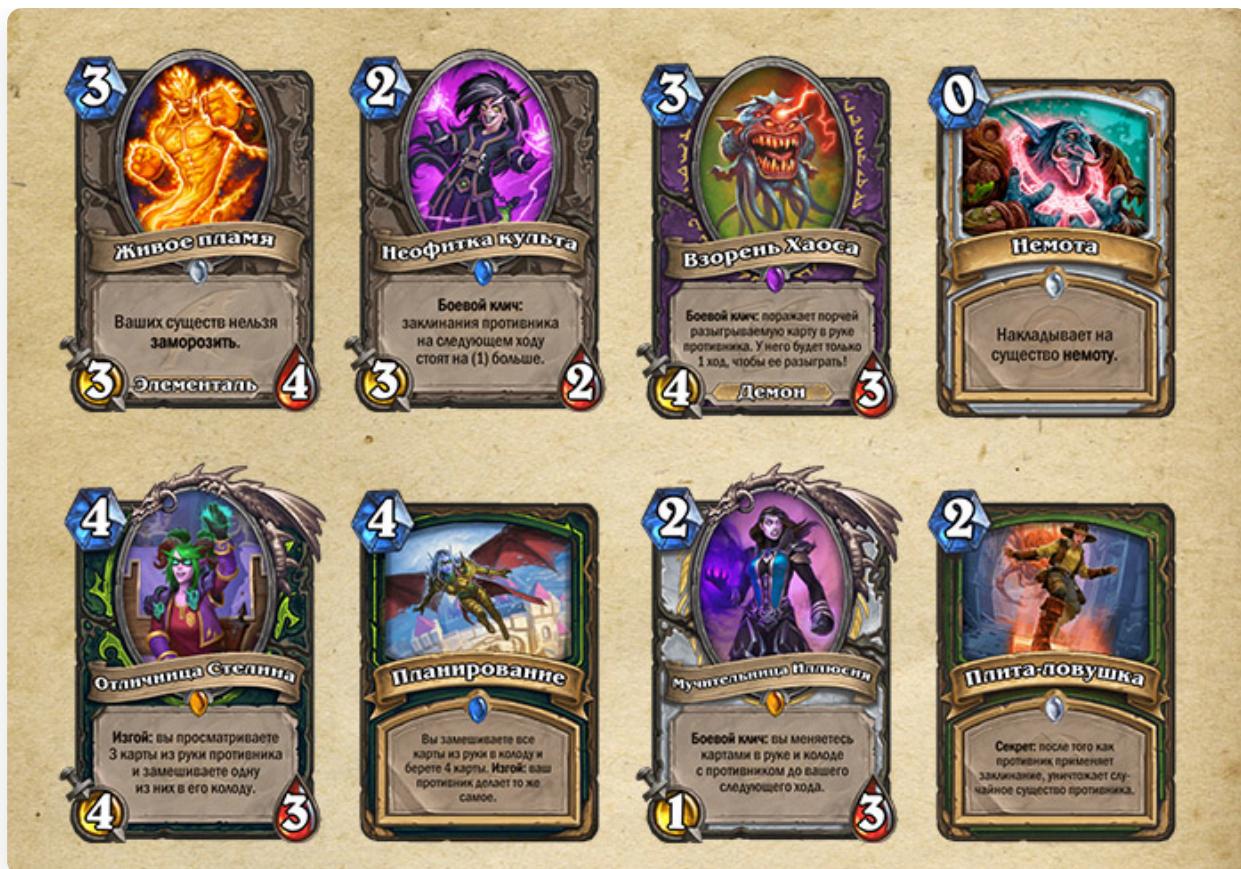 3
Живое пламя
Ваших существ нельзя
заморозить.
3
Элементаль
4
2
Неофитка культа
Боевой клич:
заклинания противника
на следующем ходу
стоят на (1) больше.
3
2
3
Взорень Хаоса
Боевой клич: поражает порчей
разыгрываемую карту в руке
противника. У него будет только
1 ход, чтобы ее разыграть!
4
Демон
3
0
Немота
Накладывает на
существо немоту.
4
Отличница Стелина
Изгой: вы просматриваете
3 карты из руки противника
и замешиваете одну
из них в его колоду.
4
3
4
Планирование
Вы замешиваете все
карты из руки в колоду и
берете 4 карты. Изгой: ваш
противник делает то же
самое.
2
Мучительница Иллюсия
Боевой клич: вы меняетесь
картами в руке и колоде
с противником до вашего
следующего хода.
1
3
2
Плита-ловушка
Секрет: после того как
противник применяет
заклинание, уничтожает слу-
чайное существо противника.